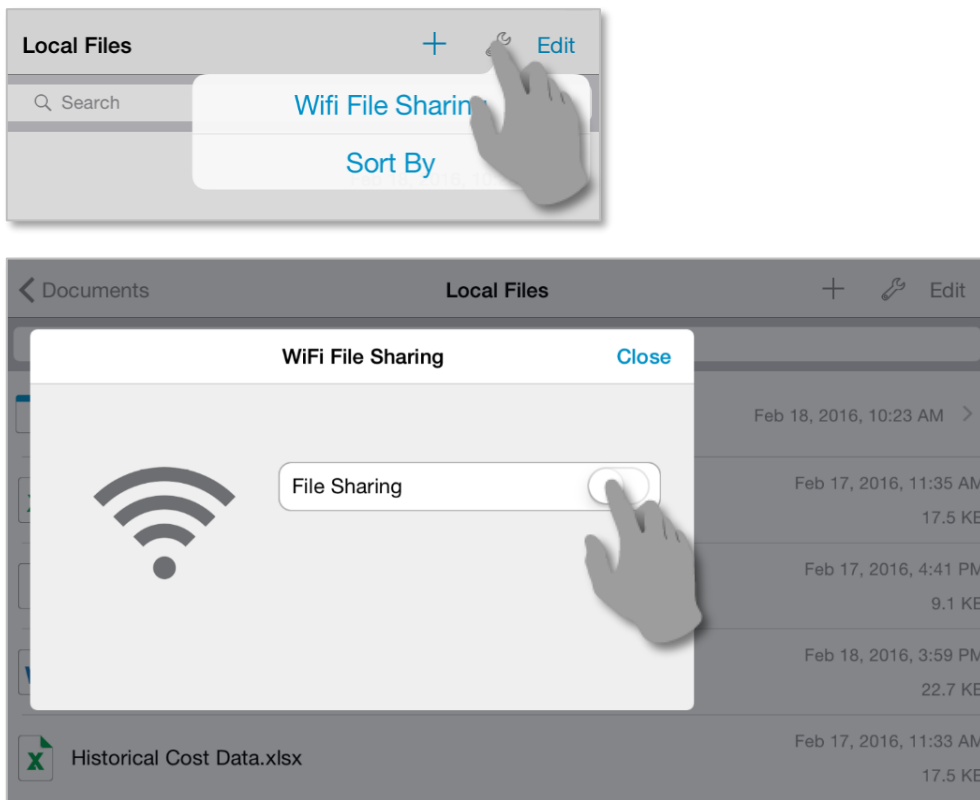 Local Files
Edit
Search
Wifi File Sharing
Sort By
Documents
Local Files
Edit
WiFi File Sharing
Close
Feb 18, 2016, 10:23 AM
File Sharing
Feb 17, 2016, 11:35 AM
17.5 KB
Feb 17, 2016, 4:41 PM
9.1 KB
Feb 18, 2016, 3:59 PM
22.7 KB
Historical Cost Data.xlsx
Feb 17, 2016, 11:33 AM
17.5 KB